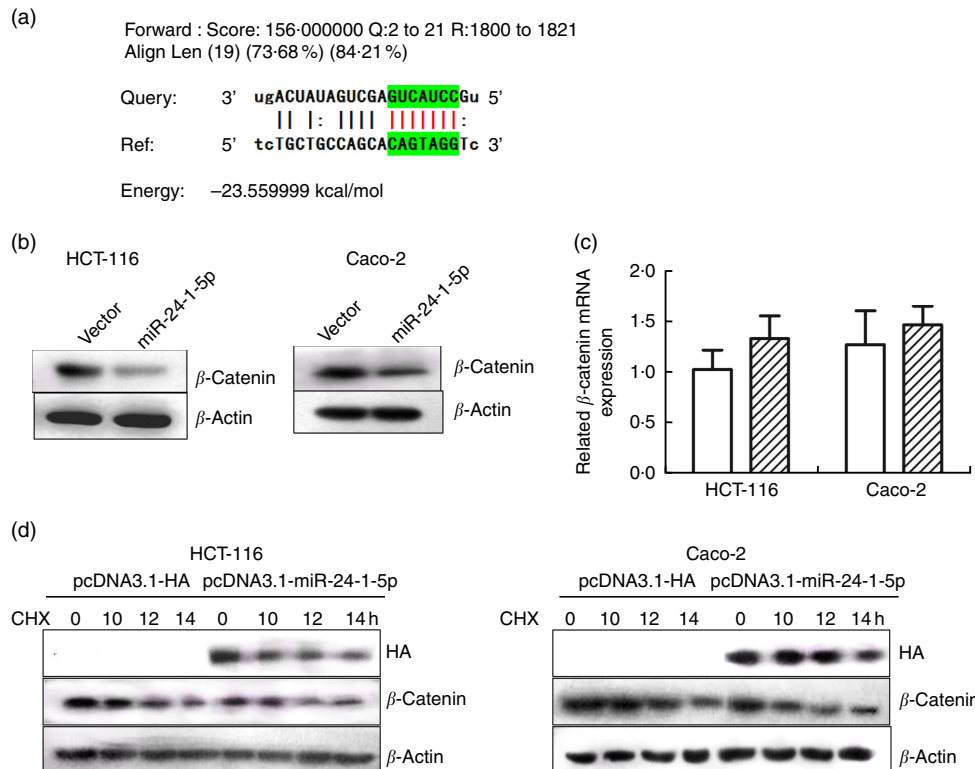 (a)
Forward : Score: 156·000000 Q:2 to 21 R:1800 to 1821
Align Len (19) (73·68 %) (84·21 %)
Query: 3’ ugACUAUAGUCGAGUCAUCCGu 5’
|| |: |||| |||||||:
Ref: 5’ tcTGCTGCCAGCACAGTAGGTc 3’
Energy: –23.559999 kcal/mol
(b)
HCT-116
Vector miR-24-1-5p
β-Catenin
β-Actin
Caco-2
Vector miR-24-1-5p
β-Catenin
β-Actin
(c)
Related β-catenin mRNA
expression
2·0
1·5
1·0
0·5
0·0
HCT-116 Caco-2
(d)
HCT-116
pcDNA3.1-HA pcDNA3.1-miR-24-1-5p
CHX 0 10 12 14 0 10 12 14 h
HA
β-Catenin
β-Actin
Caco-2
pcDNA3.1-HA pcDNA3.1-miR-24-1-5p
CHX 0 10 12 14 0 10 12 14 h
HA
β-Catenin
β-Actin